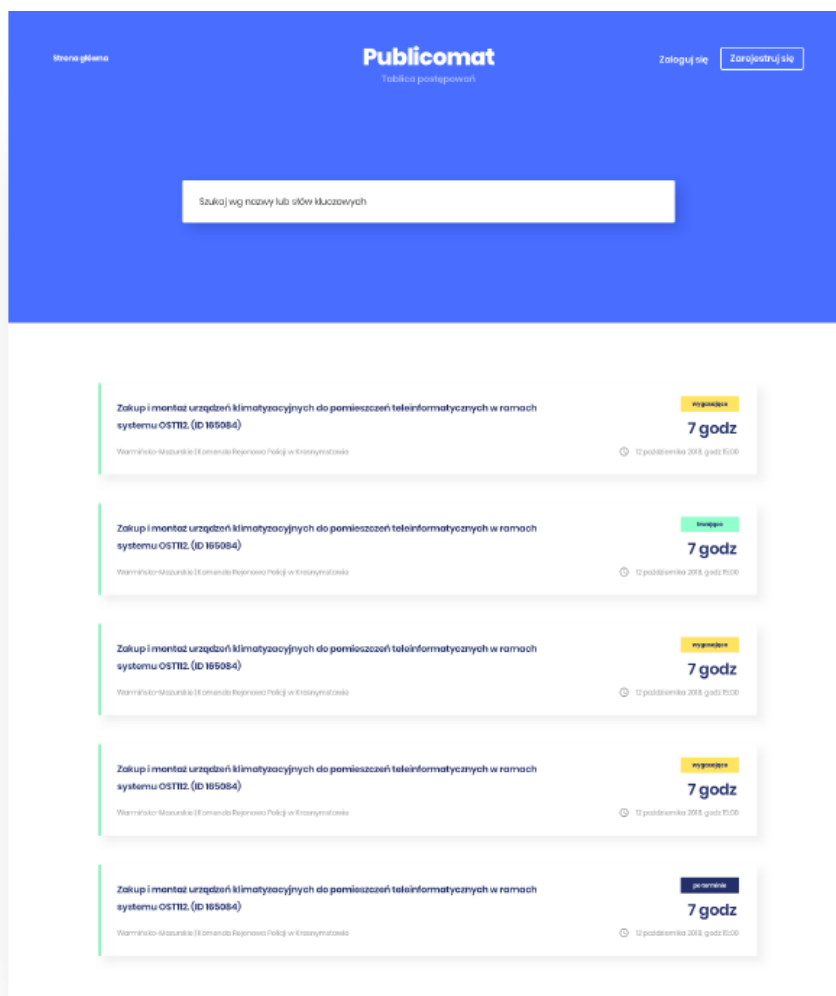 Strona główna
Publicomat
Tablica postępowań
Zaloguj się
Zarejestruj się
Szukaj wg nazwy lub słów kluczowych
Zakup i montaż urządzeń klimatyzacyjnych do pomieszczeń teleinformatycznych w ramach
systemu OST112. (ID 165084)
Warmińsko-Mazurskie | Komenda Rejonowa Policji w Krasnymstawie
wygasające
7 godz
12 października 2018, godz 15:00
Zakup i montaż urządzeń klimatyzacyjnych do pomieszczeń teleinformatycznych w ramach
systemu OST112. (ID 165084)
Warmińsko-Mazurskie | Komenda Rejonowa Policji w Krasnymstawie
trwające
7 godz
12 października 2018, godz 15:00
Zakup i montaż urządzeń klimatyzacyjnych do pomieszczeń teleinformatycznych w ramach
systemu OST112. (ID 165084)
Warmińsko-Mazurskie | Komenda Rejonowa Policji w Krasnymstawie
wygasające
7 godz
12 października 2018, godz 15:00
Zakup i montaż urządzeń klimatyzacyjnych do pomieszczeń teleinformatycznych w ramach
systemu OST112. (ID 165084)
Warmińsko-Mazurskie | Komenda Rejonowa Policji w Krasnymstawie
wygasające
7 godz
12 października 2018, godz 15:00
Zakup i montaż urządzeń klimatyzacyjnych do pomieszczeń teleinformatycznych w ramach
systemu OST112. (ID 165084)
Warmińsko-Mazurskie | Komenda Rejonowa Policji w Krasnymstawie
po terminie
7 godz
12 października 2018, godz 15:00